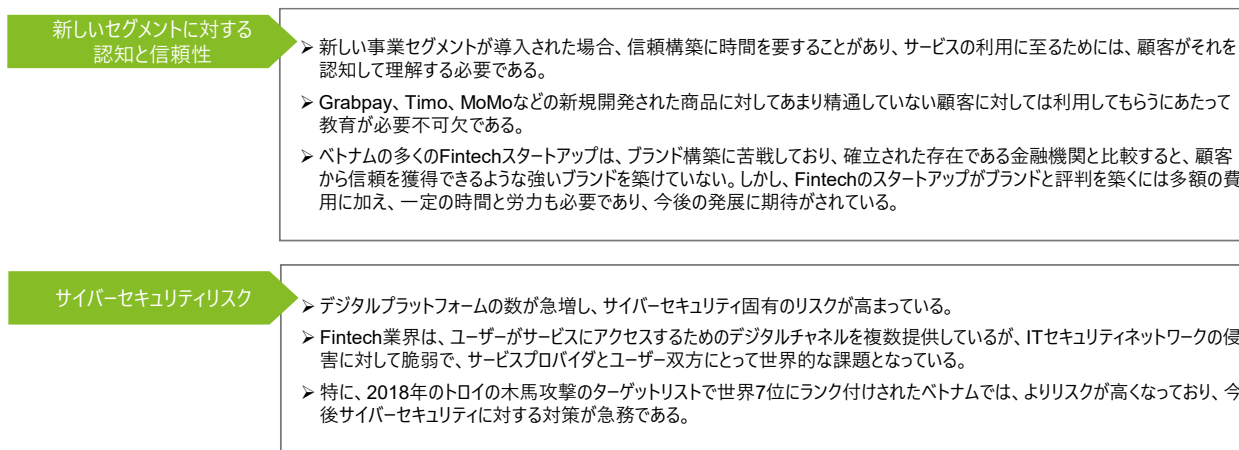 新しいセグメントに対する
認知と信頼性
➢ 新しい事業セグメントが導入された場合、信頼構築に時間を要することがあり、サービスの利用に至るためには、顧客がそれを
認知して理解する必要である。
➢ Grabpay、Timo、MoMoなどの新規開発された商品に対してあまり精通していない顧客に対しては利用してもらうにあたって
教育が必要不可欠である。
➢ ベトナムの多くのFintechスタートアップは、ブランド構築に苦戦しており、確立された存在である金融機関と比較すると、顧客
から信頼を獲得できるような強いブランドを築けていない。しかし、Fintechのスタートアップがブランドと評判を築くには多額の費
用に加え、一定の時間と労力も必要であり、今後の発展に期待がされている。
サイバーセキュリティリスク
➢ デジタルプラットフォームの数が急増し、サイバーセキュリティ固有のリスクが高まっている。
➢ Fintech業界は、ユーザーがサービスにアクセスするためのデジタルチャネルを複数提供しているが、ITセキュリティネットワークの侵
害に対して脆弱で、サービスプロバイダとユーザー双方にとって世界的な課題となっている。
➢ 特に、2018年のトロイの木馬攻撃のターゲットリストで世界7位にランク付けされたベトナムでは、よりリスクが高くなっており、今
後サイバーセキュリティに対する対策が急務である。